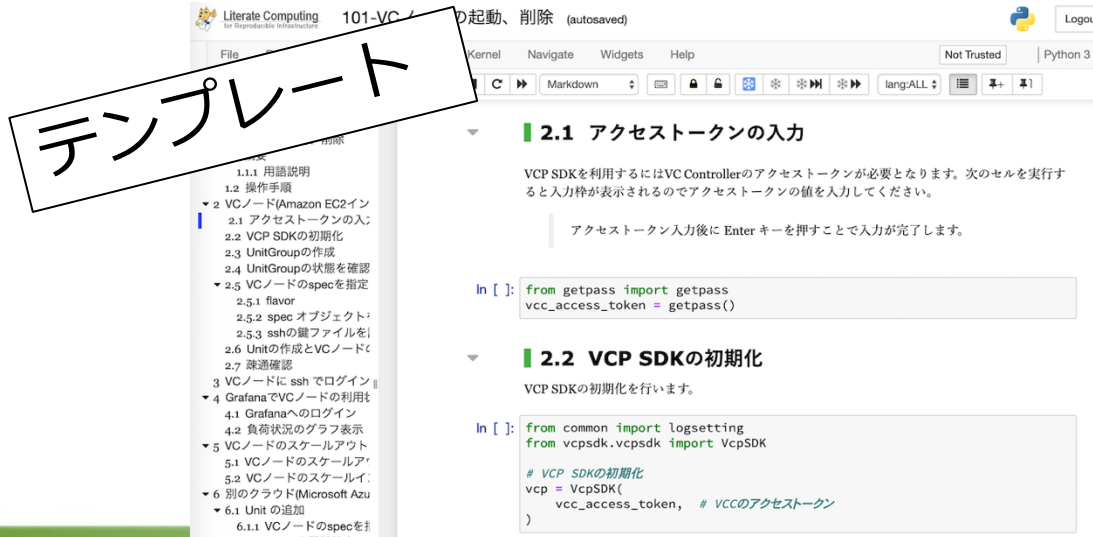 Literate Computing
for Reproducible Infrastructure
101-VC
の起動、削除 (autosaved)
Logou
File
Kernel Navigate Widgets Help
Not Trusted
Python 3
テンプレート
Markdown
lang:ALL
削除
概要
1.1.1 用語説明
1.2 操作手順
2 VCノード(Amazon EC2イン
2.1 アクセストークンの入力
2.2 VCP SDKの初期化
2.3 UnitGroupの作成
2.4 UnitGroupの状態を確認
2.5 VCノードのspecを指定
2.5.1 flavor
2.5.2 spec オブジェクト
2.5.3 sshの鍵ファイルを
2.6 Unitの作成とVCノードの
2.7 疎通確認
3 VCノードに ssh でログイン
4 GrafanaでVCノードの利用状
4.1 Grafanaへのログイン
4.2 負荷状況のグラフ表示
5 VCノードのスケールアウト
5.1 VCノードのスケールア
5.2 VCノードのスケールイ
6 別のクラウド(Microsoft Azu
6.1 Unit の追加
6.1.1 VCノードのspecを指
2.1 アクセストークンの入力
VCP SDKを利用するにはVC Controllerのアクセストークンが必要となります。次のセルを実行す
ると入力枠が表示されるのでアクセストークンの値を入力してください。
アクセストークン入力後に Enter キーを押すことで入力が完了します。
In [ ]: from getpass import getpass
vcc_access_token = getpass()
2.2 VCP SDKの初期化
VCP SDKの初期化を行います。
In [ ]: from common import logsetting
from vcpsdk.vcpsdk import VcpSDK
# VCP SDKの初期化
vcp = VcpSDK(
vcc_access_token, # VCCのアクセストークン
)